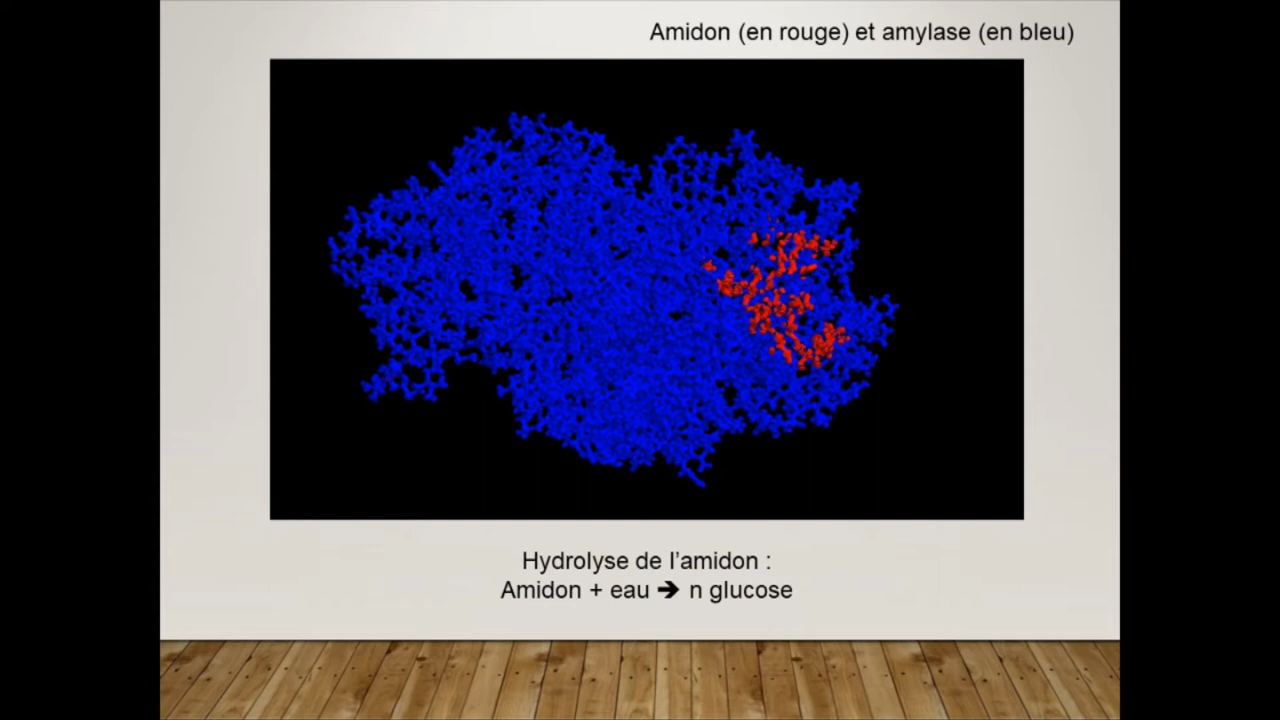 Amidon (en rouge) et amylase (en bleu)
Hydrolyse de l’amidon :
Amidon + eau ➔ n glucose